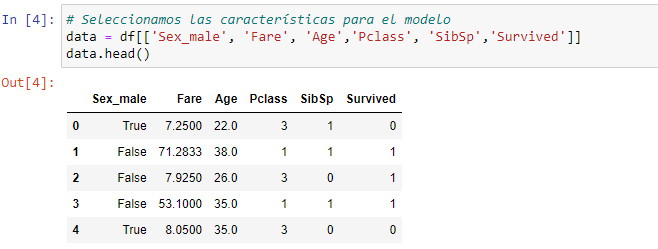 In [4]: # Seleccionamos las características para el modelo
data = df[['Sex_male', 'Fare', 'Age','Pclass', 'SibSp','Survived']]
data.head()
Out[4]:
Sex_male Fare Age Pclass SibSp Survived
0 True 7.2500 22.0 3 1 0
1 False 71.2833 38.0 1 1 1
2 False 7.9250 26.0 3 0 1
3 False 53.1000 35.0 1 1 1
4 True 8.0500 35.0 3 0 0